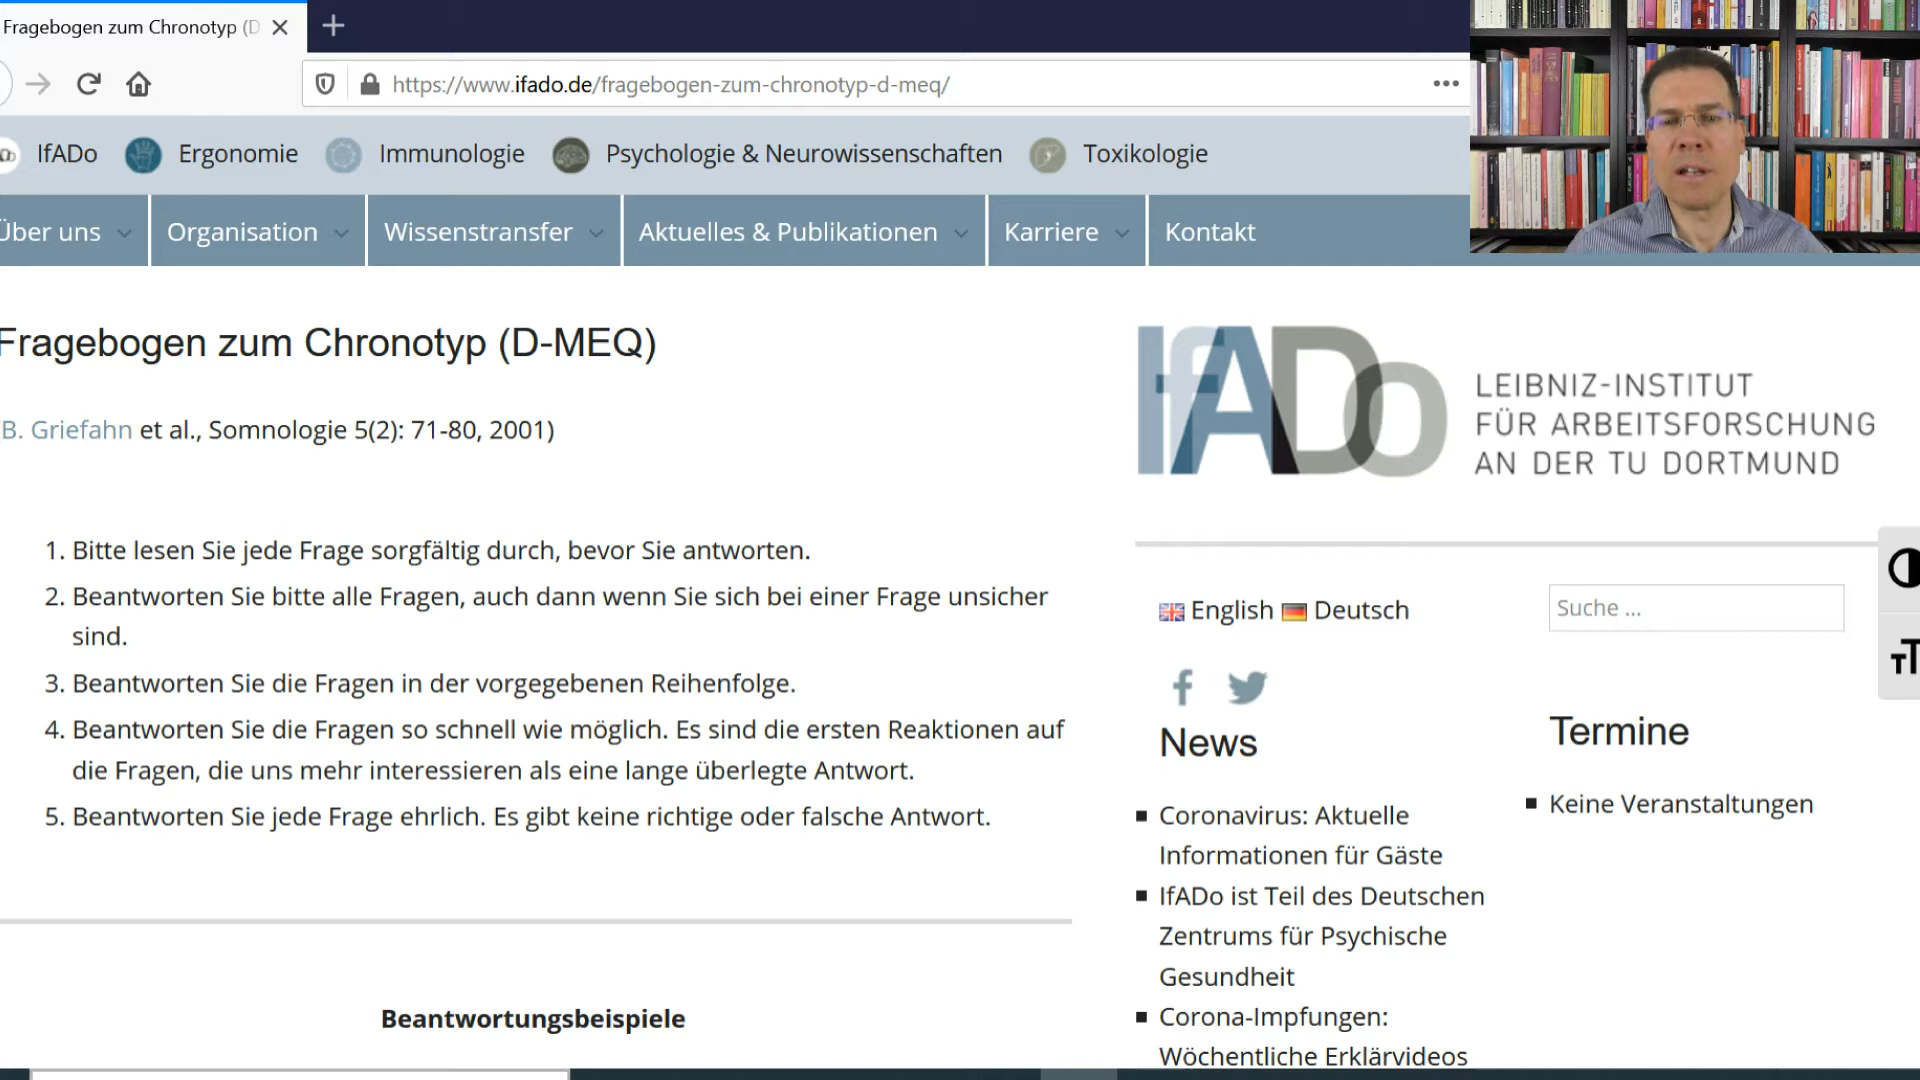 Fragebogen zum Chronotyp (D
https://www.ifado.de/fragebogen-zum-chronotyp-d-meq/
IfADo Ergonomie Immunologie Psychologie & Neurowissenschaften Toxikologie
Über uns Organisation Wissenstransfer Aktuelles & Publikationen Karriere Kontakt
Fragebogen zum Chronotyp (D-MEQ)
B. Griefahn et al., Somnologie 5(2): 71-80, 2001)
1. Bitte lesen Sie jede Frage sorgfältig durch, bevor Sie antworten.
2. Beantworten Sie bitte alle Fragen, auch dann wenn Sie sich bei einer Frage unsicher
sind.
3. Beantworten Sie die Fragen in der vorgegebenen Reihenfolge.
4. Beantworten Sie die Fragen so schnell wie möglich. Es sind die ersten Reaktionen auf
die Fragen, die uns mehr interessieren als eine lange überlegte Antwort.
5. Beantworten Sie jede Frage ehrlich. Es gibt keine richtige oder falsche Antwort.
Beantwortungsbeispiele
IfADo
LEIBNIZ-INSTITUT
FÜR ARBEITSFORSCHUNG
AN DER TU DORTMUND
English Deutsch
Suche ...
TT
News
Coronavirus: Aktuelle
Informationen für Gäste
IfADo ist Teil des Deutschen
Zentrums für Psychische
Gesundheit
Corona-Impfungen:
Wöchentliche Erklärvideos
Termine
Keine Veranstaltungen